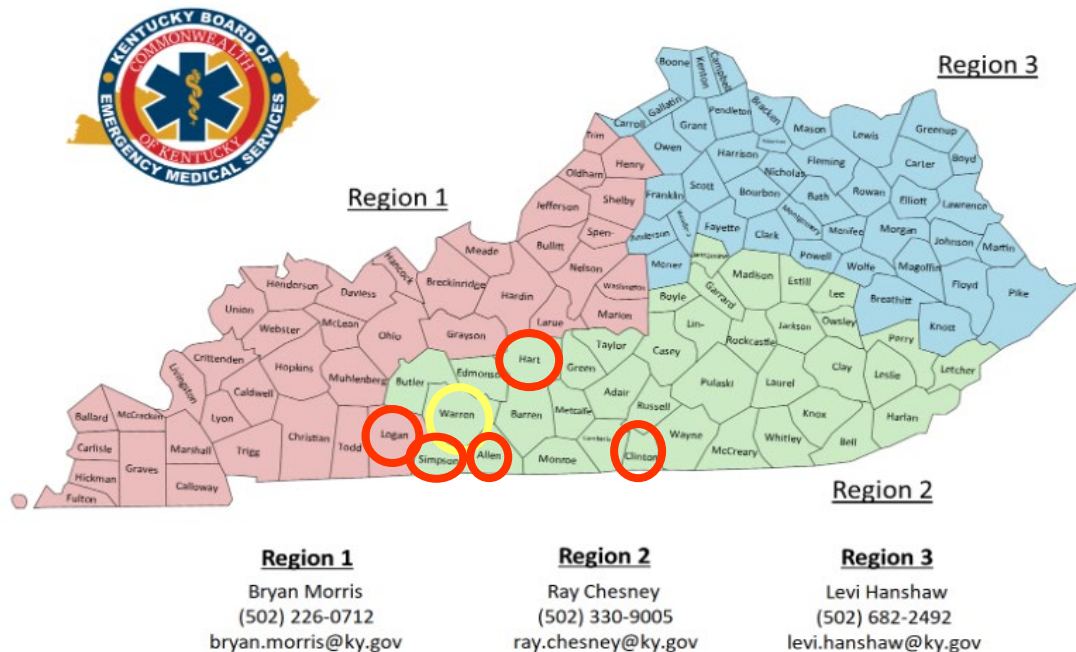 KENTUCKY BOARD OF
EMERGENCY MEDICAL SERVICES
COMMONWEALTH
OF KENTUCKY
Region 3
Region 1
Region 2
Boone
Kenton
Campbell
Gallatin
Pendleton
Bracken
Carroll
Grant
Mason
Lewis
Greenup
Trim
Owen
Harrison
Fleming
Carter
Boyd
Henry
Nicholas
Oldham
Rowan
Franklin
Scott
Bourbon
Bath
Elliott
Lawrence
Shelby
Jefferson
Montgomery
Spen-
Anderson
Fayette
Clark
Menifee
Morgan
Johnson
Martin
Bullitt
Powell
Meade
Mercer
Wolfe
Magoffin
Hancock
Nelson
Madison
Estill
Floyd
Pike
Henderson
Daviess
Breckinridge
Washington
Garrard
Lee
Breathitt
Union
Hardin
Boyle
Marion
Owsley
Knott
Webster
McLean
Ohio
Grayson
Larue
Lin-
Jackson
Rockcastle
Perry
Taylor
Crittenden
Hart
Casey
Livingston
Hopkins
Edmonson
Green
Clay
Leslie
Letcher
Muhlenberg
Butler
Pulaski
Laurel
Caldwell
Adair
Ballard
McCracken
Lyon
Warren
Barren
Metcalfe
Russell
Knox
Harlan
Carlisle
Marshall
Christian
Todd
Logan
Wayne
Whitley
Bell
Graves
Trigg
Simpson
Allen
Monroe
Clinton
McCreary
Hickman
Calloway
Fulton
Region 1
Bryan Morris
(502) 226-0712
bryan.morris@ky.gov
Region 2
Ray Chesney
(502) 330-9005
ray.chesney@ky.gov
Region 3
Levi Hanshaw
(502) 682-2492
levi.hanshaw@ky.gov